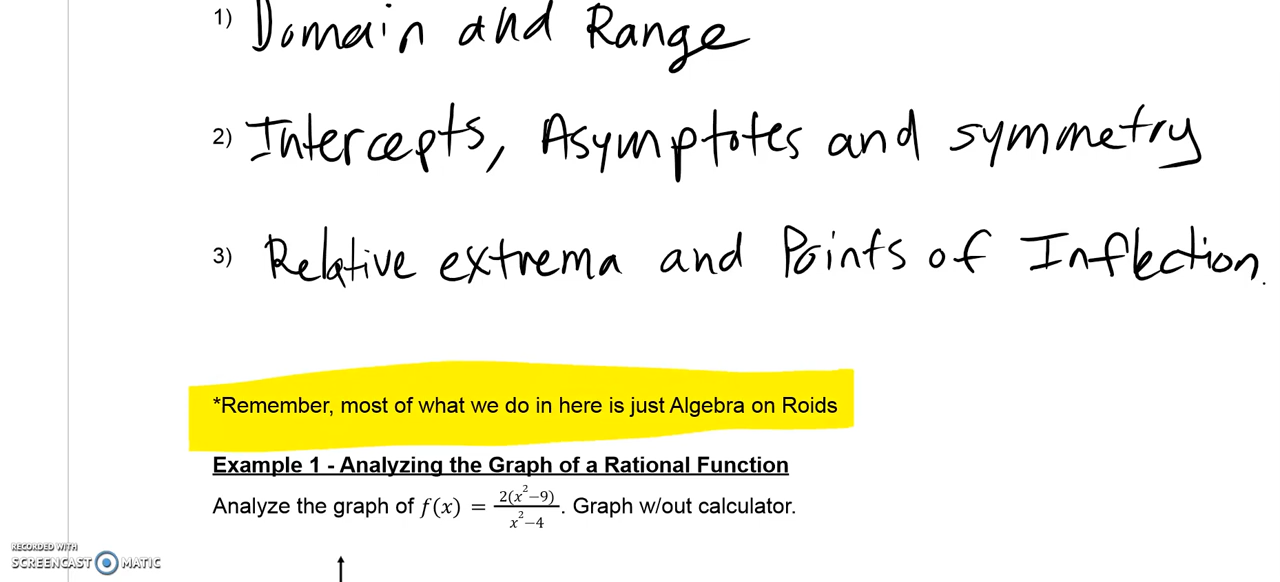 1) Domain and Range
2) Intercepts, Asymptotes and symmetry
3) Relative extrema and Points of Inflection.
*Remember, most of what we do in here is just Algebra on Roids
Example 1 - Analyzing the Graph of a Rational Function
Analyze the graph of f(x) = 2(x²−9)/x²−4. Graph w/out calculator.
RECORDED WITH
SCREENCAST MATIC